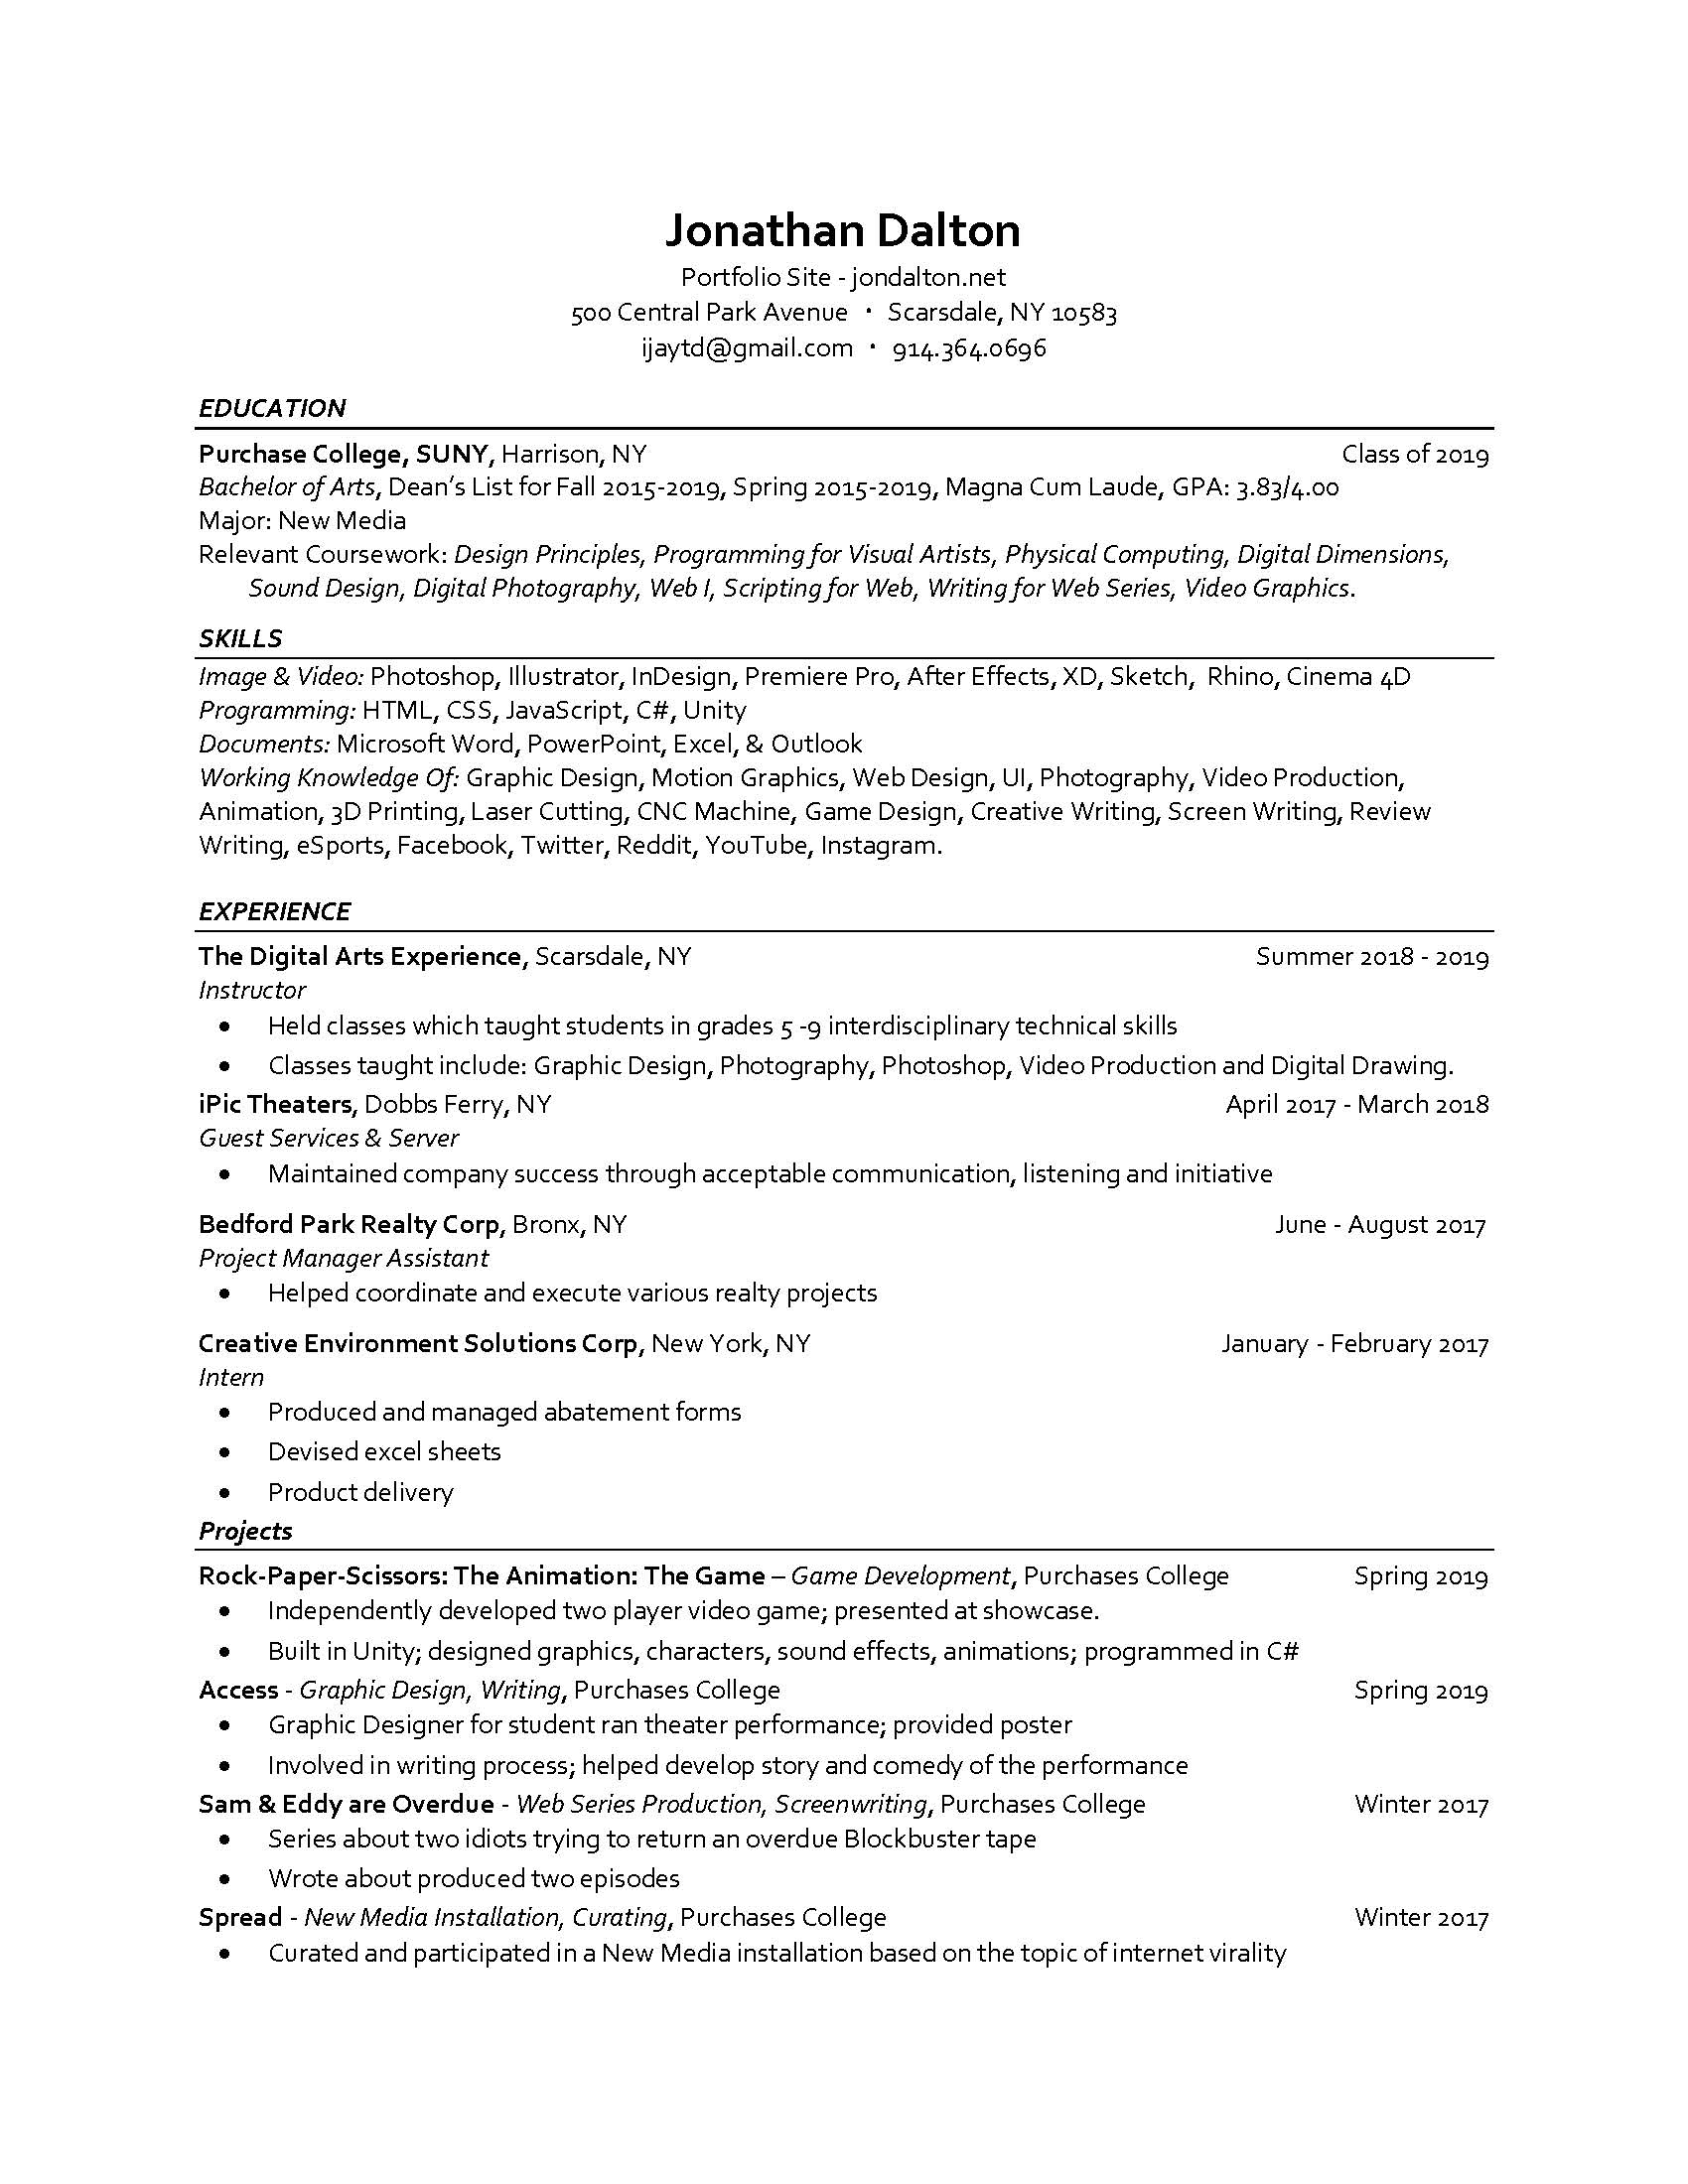 Jonathan Dalton
Portfolio Site - jondalton.net
500 Central Park Avenue · Scarsdale, NY 10583
ijaytd@gmail.com · 914.364.0696
EDUCATION
Purchase College, SUNY, Harrison, NY Class of 2019
Bachelor of Arts, Dean's List for Fall 2015-2019, Spring 2015-2019, Magna Cum Laude, GPA: 3.83/4.00
Major: New Media
Relevant Coursework: Design Principles, Programming for Visual Artists, Physical Computing, Digital Dimensions,
Sound Design, Digital Photography, Web I, Scripting for Web, Writing for Web Series, Video Graphics.
SKILLS
Image & Video: Photoshop, Illustrator, InDesign, Premiere Pro, After Effects, XD, Sketch, Rhino, Cinema 4D
Programming: HTML, CSS, JavaScript, C#, Unity
Documents: Microsoft Word, PowerPoint, Excel, & Outlook
Working Knowledge Of: Graphic Design, Motion Graphics, Web Design, UI, Photography, Video Production,
Animation, 3D Printing, Laser Cutting, CNC Machine, Game Design, Creative Writing, Screen Writing, Review
Writing, eSports, Facebook, Twitter, Reddit, YouTube, Instagram.
EXPERIENCE
The Digital Arts Experience, Scarsdale, NY Summer 2018 - 2019
Instructor
• Held classes which taught students in grades 5 -9 interdisciplinary technical skills
• Classes taught include: Graphic Design, Photography, Photoshop, Video Production and Digital Drawing.
iPic Theaters, Dobbs Ferry, NY April 2017 - March 2018
Guest Services & Server
• Maintained company success through acceptable communication, listening and initiative
Bedford Park Realty Corp, Bronx, NY June - August 2017
Project Manager Assistant
• Helped coordinate and execute various realty projects
Creative Environment Solutions Corp, New York, NY January - February 2017
Intern
• Produced and managed abatement forms
• Devised excel sheets
• Product delivery
Projects
Rock-Paper-Scissors: The Animation: The Game – Game Development, Purchases College Spring 2019
• Independently developed two player video game; presented at showcase.
• Built in Unity; designed graphics, characters, sound effects, animations; programmed in C#
Access - Graphic Design, Writing, Purchases College Spring 2019
• Graphic Designer for student ran theater performance; provided poster
• Involved in writing process; helped develop story and comedy of the performance
Sam & Eddy are Overdue - Web Series Production, Screenwriting, Purchases College Winter 2017
• Series about two idiots trying to return an overdue Blockbuster tape
• Wrote about produced two episodes
Spread - New Media Installation, Curating, Purchases College Winter 2017
• Curated and participated in a New Media installation based on the topic of internet virality